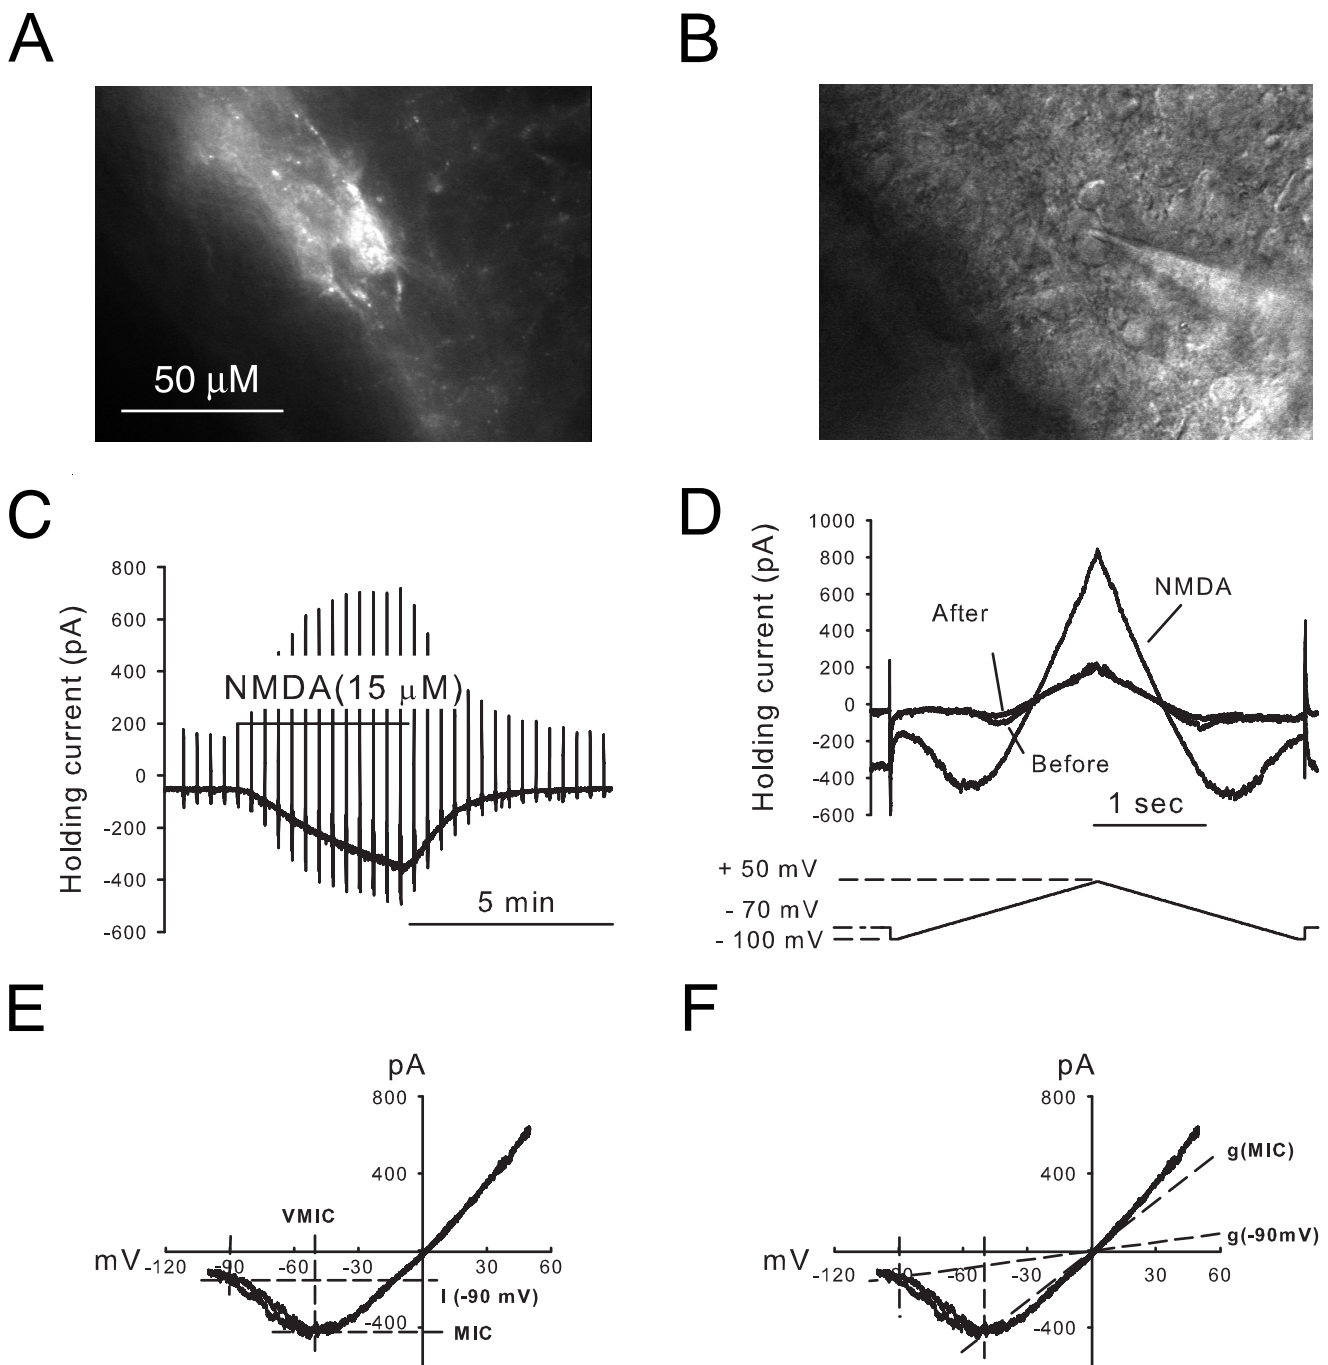 A
B
50 μM
C
800
600
400
200
0
-200
-400
-600
Holding current (pA)
NMDA(15 μM)
5 min
D
1000
800
600
400
200
0
-200
-400
-600
Holding current (pA)
After
NMDA
Before
1 sec
+ 50 mV
- 70 mV
- 100 mV
E
pA
800
400
VMIC
mV
-120
-90
-60
-30
30
60
I (-90 mV)
-400
MIC
F
pA
800
400
g(MIC)
g(-90mV)
mV
-120
-90
-60
-30
30
60
-400